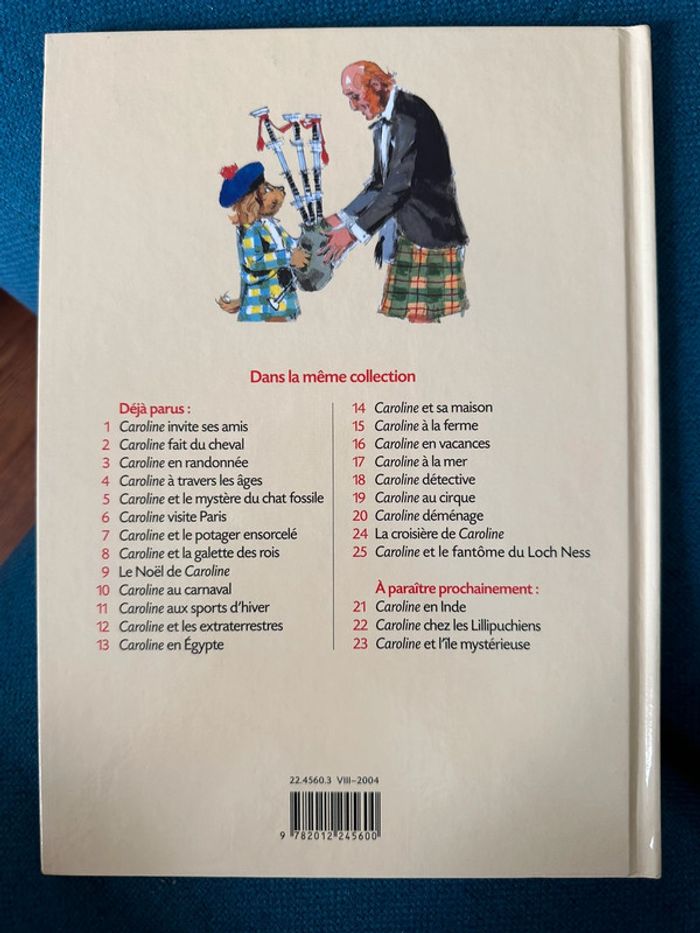 Dans la même collection
Déjà parus :
1 Caroline invite ses amis
2 Caroline fait du cheval
3 Caroline en randonnée
4 Caroline à travers les âges
5 Caroline et le mystère du chat fossile
6 Caroline visite Paris
7 Caroline et le potager ensorcelé
8 Caroline et la galette des rois
9 Le Noël de Caroline
10 Caroline au carnaval
11 Caroline aux sports d'hiver
12 Caroline et les extraterrestres
13 Caroline en Égypte
14 Caroline et sa maison
15 Caroline à la ferme
16 Caroline en vacances
17 Caroline à la mer
18 Caroline détective
19 Caroline au cirque
20 Caroline déménage
24 La croisière de Caroline
25 Caroline et le fantôme du Loch Ness
À paraître prochainement :
21 Caroline en Inde
22 Caroline chez les Lillipuchiens
23 Caroline et l'île mystérieuse
22.4560.3 VIII–2004
9 782012 245600